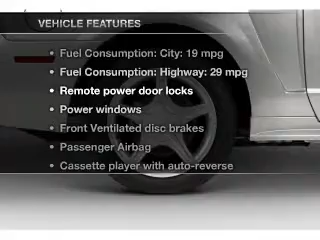 VEHICLE FEATURES
• Fuel Consumption: City: 19 mpg
• Fuel Consumption: Highway: 29 mpg
• Remote power door locks
• Power windows
• Front Ventilated disc brakes
• Passenger Airbag
• Cassette player with auto-reverse